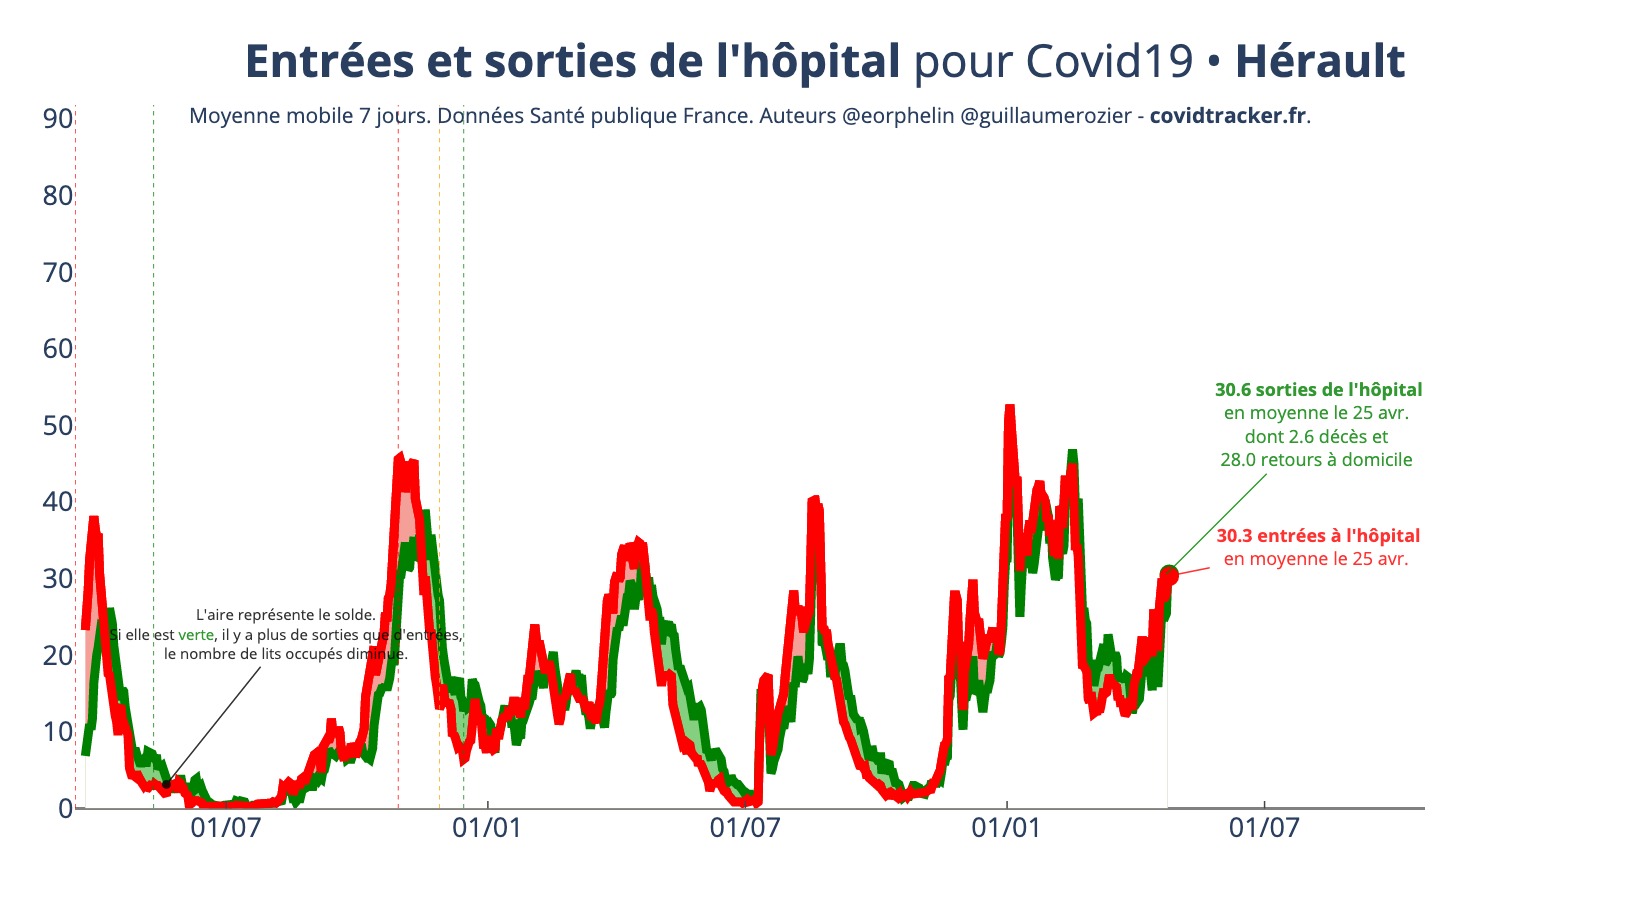 Entrées et sorties de l'hôpital pour Covid19 • Hérault
Moyenne mobile 7 jours. Données Santé publique France. Auteurs @eorphelin @guillaumerozier - covidtracker.fr.
90
80
70
60
50
40
30
20
10
0
30.6 sorties de l'hôpital
en moyenne le 25 avr.
dont 2.6 décès et
28.0 retours à domicile
30.3 entrées à l'hôpital
en moyenne le 25 avr.
L'aire représente le solde.
Si elle est verte, il y a plus de sorties que d'entrées,
le nombre de lits occupés diminue.
01/07
01/01
01/07
01/01
01/07